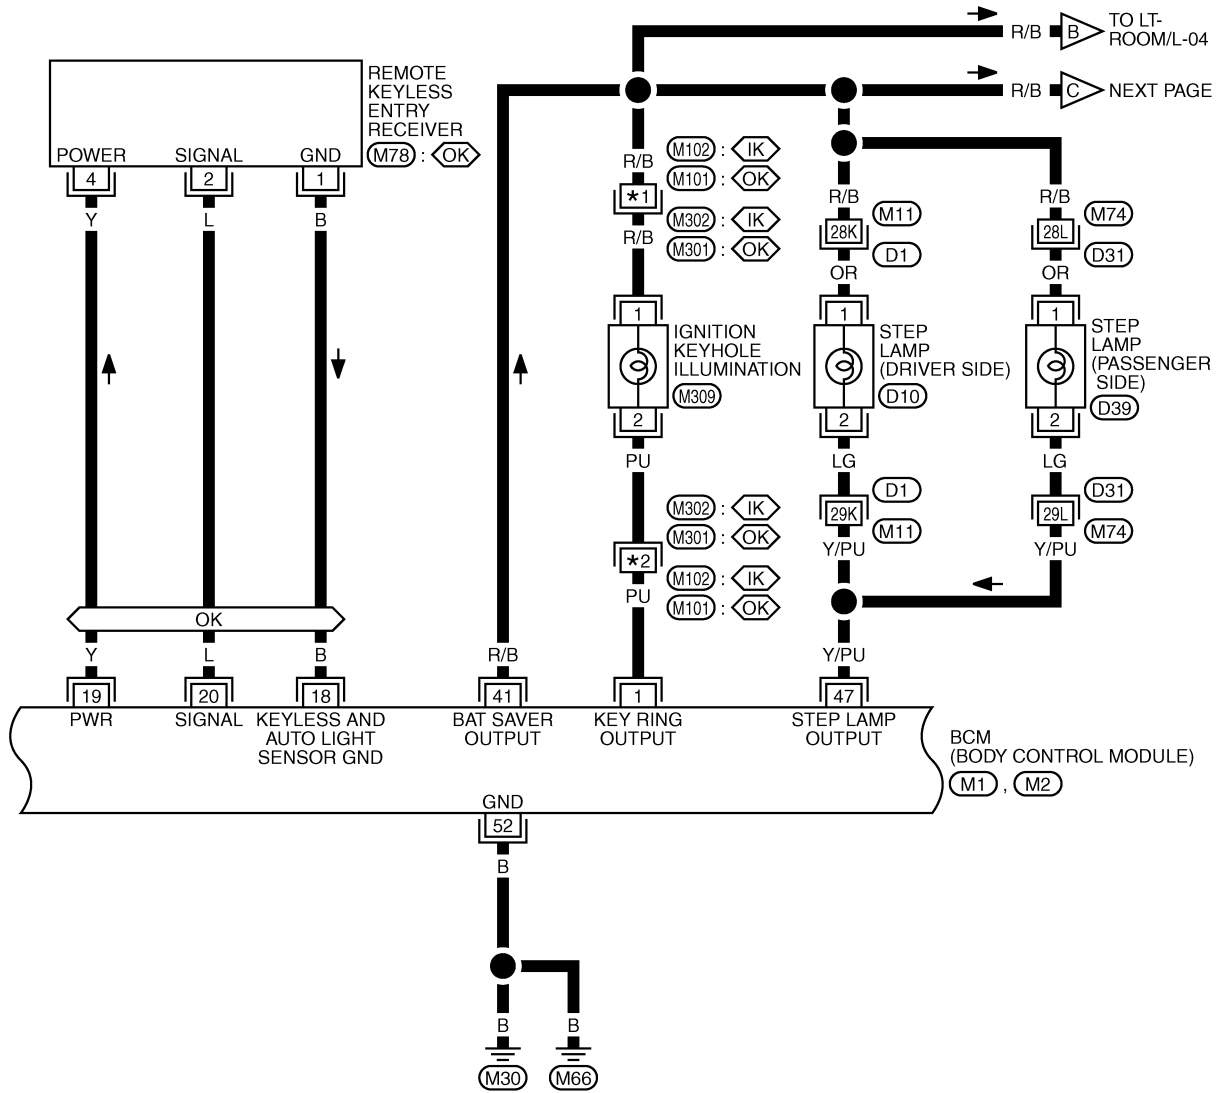 R/B
B
TO LT-
ROOM/L-04
R/B
C
NEXT PAGE
REMOTE
KEYLESS
ENTRY
RECEIVER
M78 : OK
POWER
SIGNAL
GND
4
2
1
Y
L
B
R/B
M102 : IK
M101 : OK
*1
M302 : IK
M301 : OK
R/B
R/B
M11
28K
D1
OR
R/B
M74
28L
D31
OR
1
IGNITION
KEYHOLE
ILLUMINATION
M309
2
1
STEP
LAMP
(DRIVER SIDE)
D10
2
1
STEP
LAMP
(PASSENGER
SIDE)
D39
2
PU
LG
LG
M302 : IK
M301 : OK
*2
M102 : IK
M101 : OK
PU
D1
29K
M11
Y/PU
D31
29L
M74
Y/PU
OK
Y
L
B
R/B
Y/PU
19
20
18
41
1
47
PWR
SIGNAL
KEYLESS AND
AUTO LIGHT
SENSOR GND
BAT SAVER
OUTPUT
KEY RING
OUTPUT
STEP LAMP
OUTPUT
BCM
(BODY CONTROL MODULE)
M1 , M2
GND
52
B
B
B
M30
M66